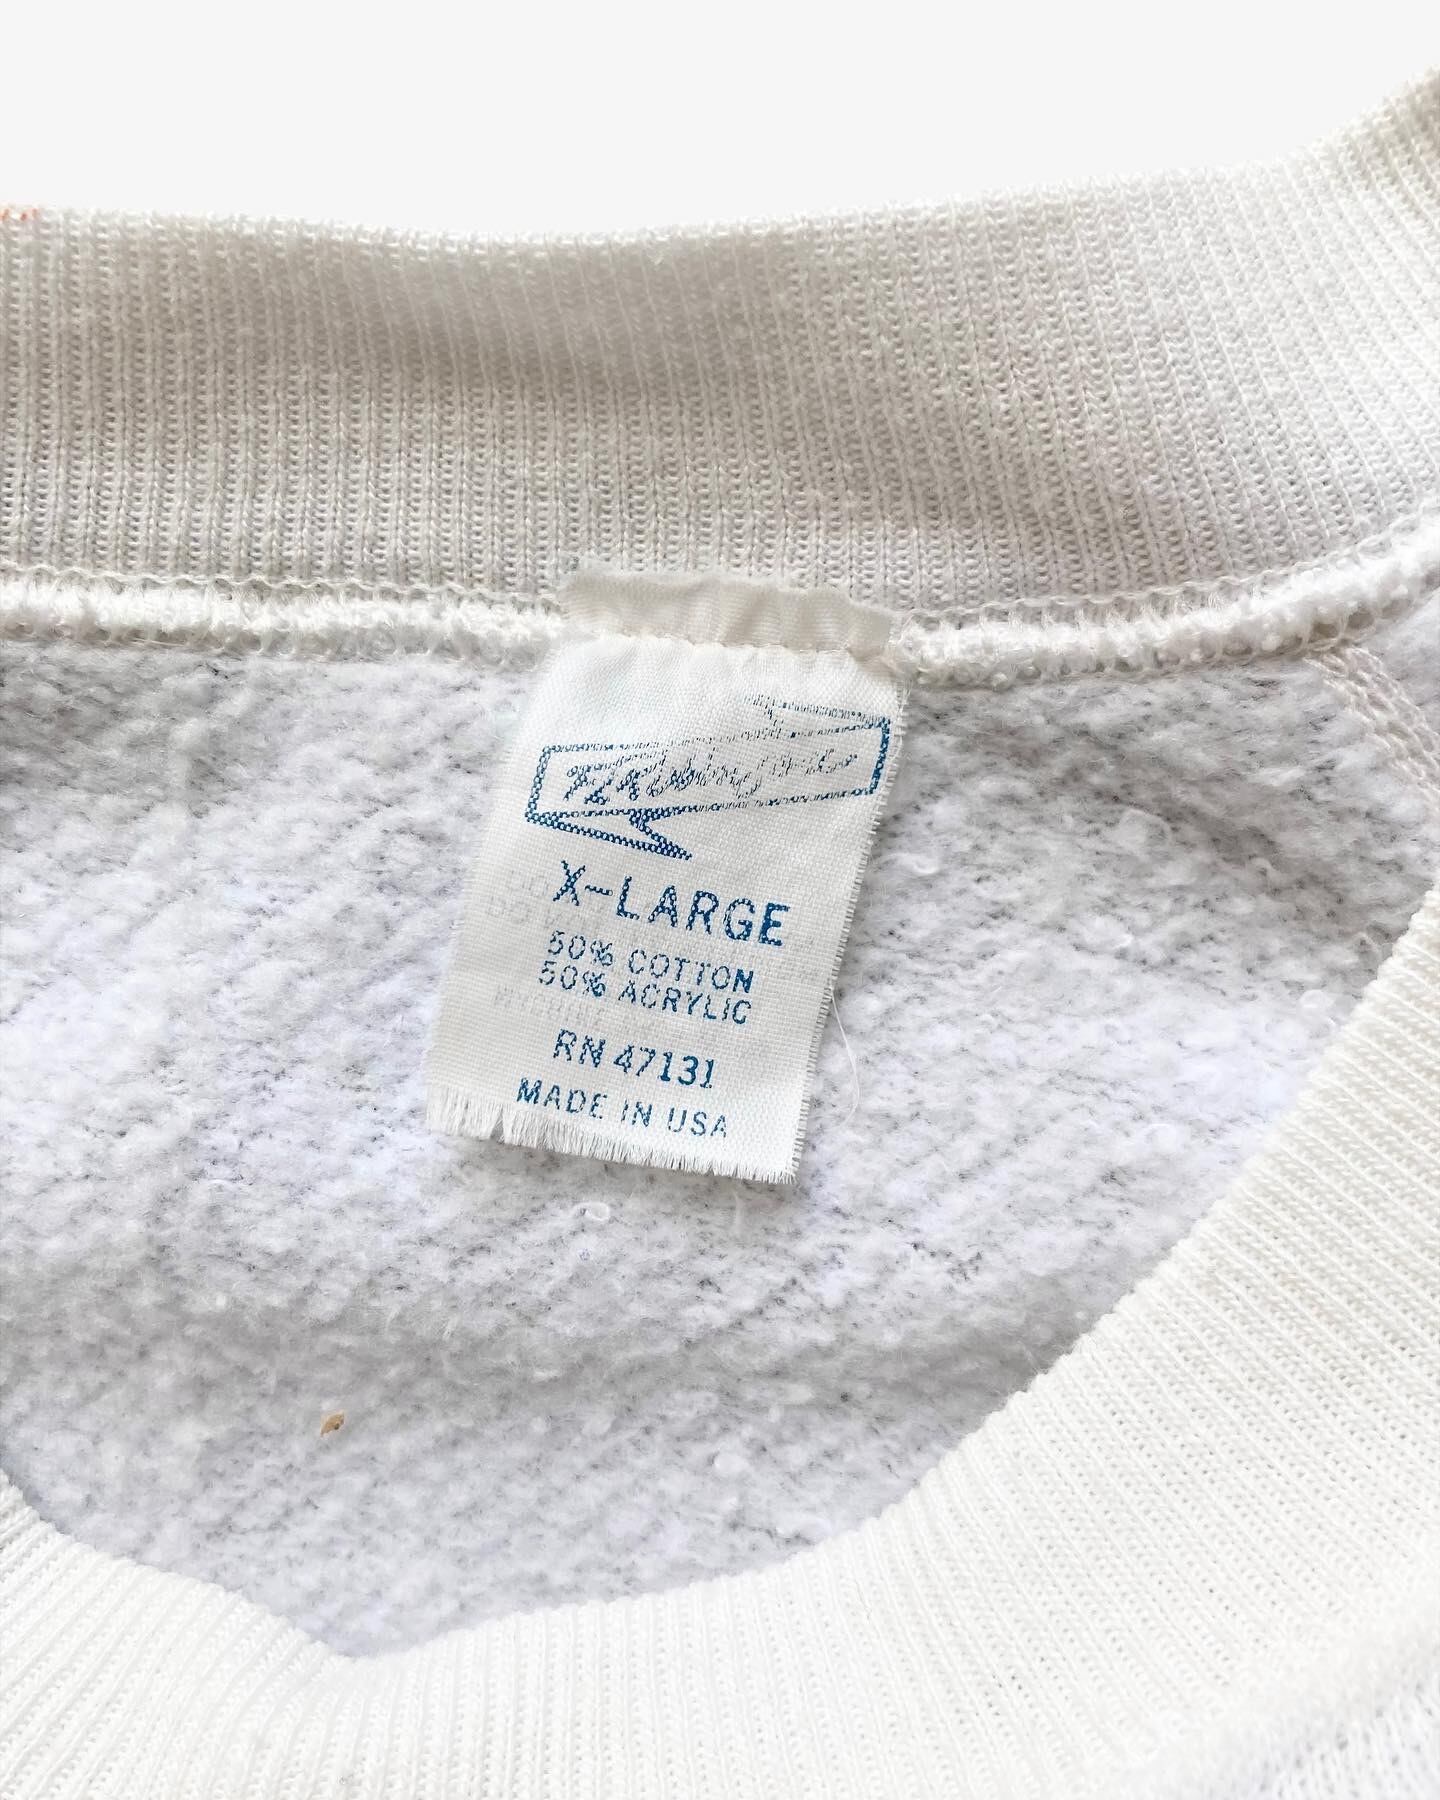 X-LARGE
50% COTTON
50% ACRYLIC
RN 47131
MADE IN USA